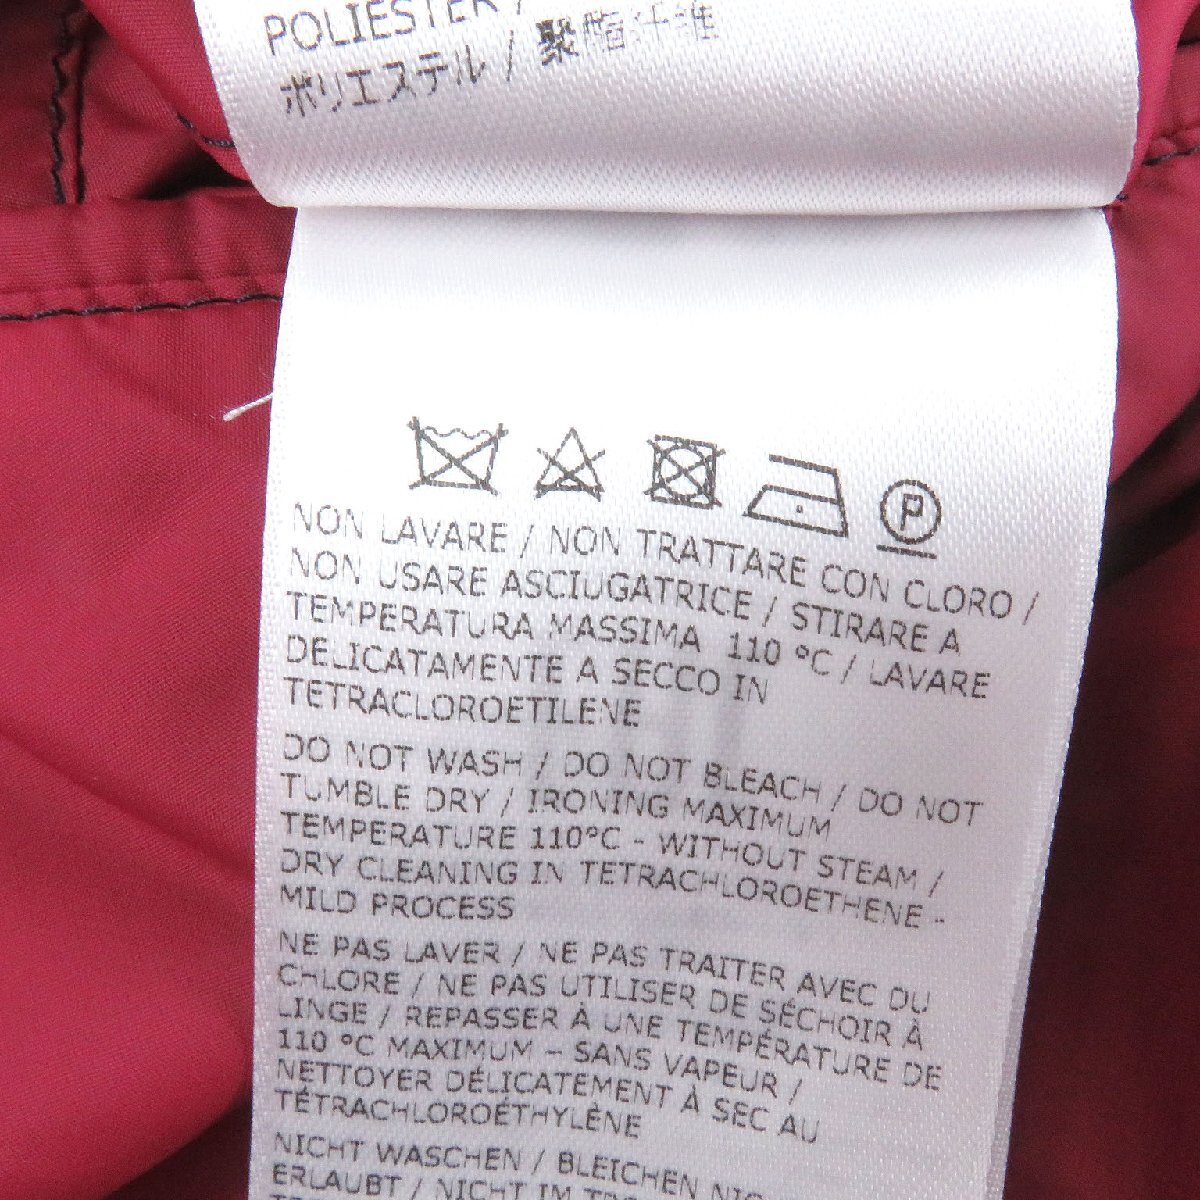 POLIESTER /
ポリエステル / 聚酯纤维
P
NON LAVARE / NON TRATTARE CON CLORO /
NON USARE ASCIUGATRICE / STIRARE A
TEMPERATURA MASSIMA 110 °C / LAVARE
DELICATAMENTE A SECCO IN
TETRACLOROETILENE
DO NOT WASH / DO NOT BLEACH / DO NOT
TUMBLE DRY / IRONING MAXIMUM
TEMPERATURE 110°C - WITHOUT STEAM /
DRY CLEANING IN TETRACHLOROETHENE -
MILD PROCESS
NE PAS LAVER / NE PAS TRAITER AVEC DU
CHLORE / NE PAS UTILISER DE SÉCHOIR À
LINGE / REPASSER À UNE TEMPÉRATURE DE
110 °C MAXIMUM – SANS VAPEUR /
NETTOYER DÉLICATEMENT À SEC AU
TÉTRACHLOROÉTHYLÈNE
NICHT WASCHEN / BLEICHEN
ERLAUBT / NICHT IM